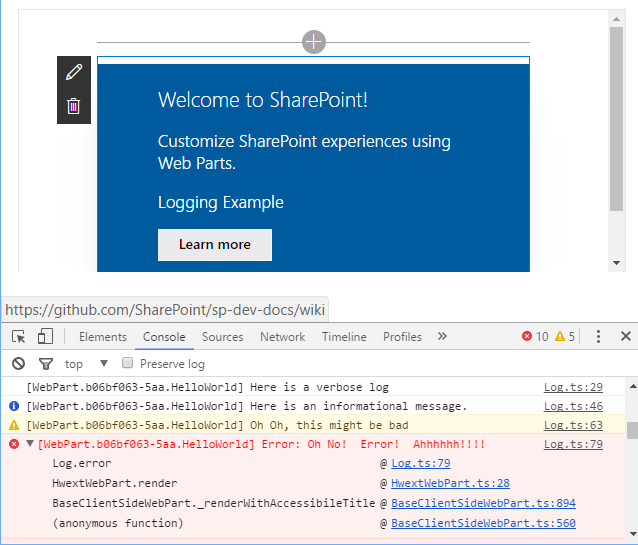 Welcome to SharePoint!
Customize SharePoint experiences using
Web Parts.
Logging Example
Learn more
https://github.com/SharePoint/sp-dev-docs/wiki
Elements Console Sources Network Timeline Profiles » 10 5
top Preserve log
[WebPart.b06bf063-5aa.HelloWorld] Here is a verbose log Log.ts:29
[WebPart.b06bf063-5aa.HelloWorld] Here is an informational message. Log.ts:46
[WebPart.b06bf063-5aa.HelloWorld] Oh Oh, this might be bad Log.ts:63
[WebPart.b06bf063-5aa.HelloWorld] Error: Oh No!  Error!  Ahhhhhh!!!! Log.ts:79
Log.error @ Log.ts:79
HwextWebPart.render @ HwextWebPart.ts:28
BaseClientSideWebPart._renderWithAccessibileTitle @ BaseClientSideWebPart.ts:894
(anonymous function) @ BaseClientSideWebPart.ts:560